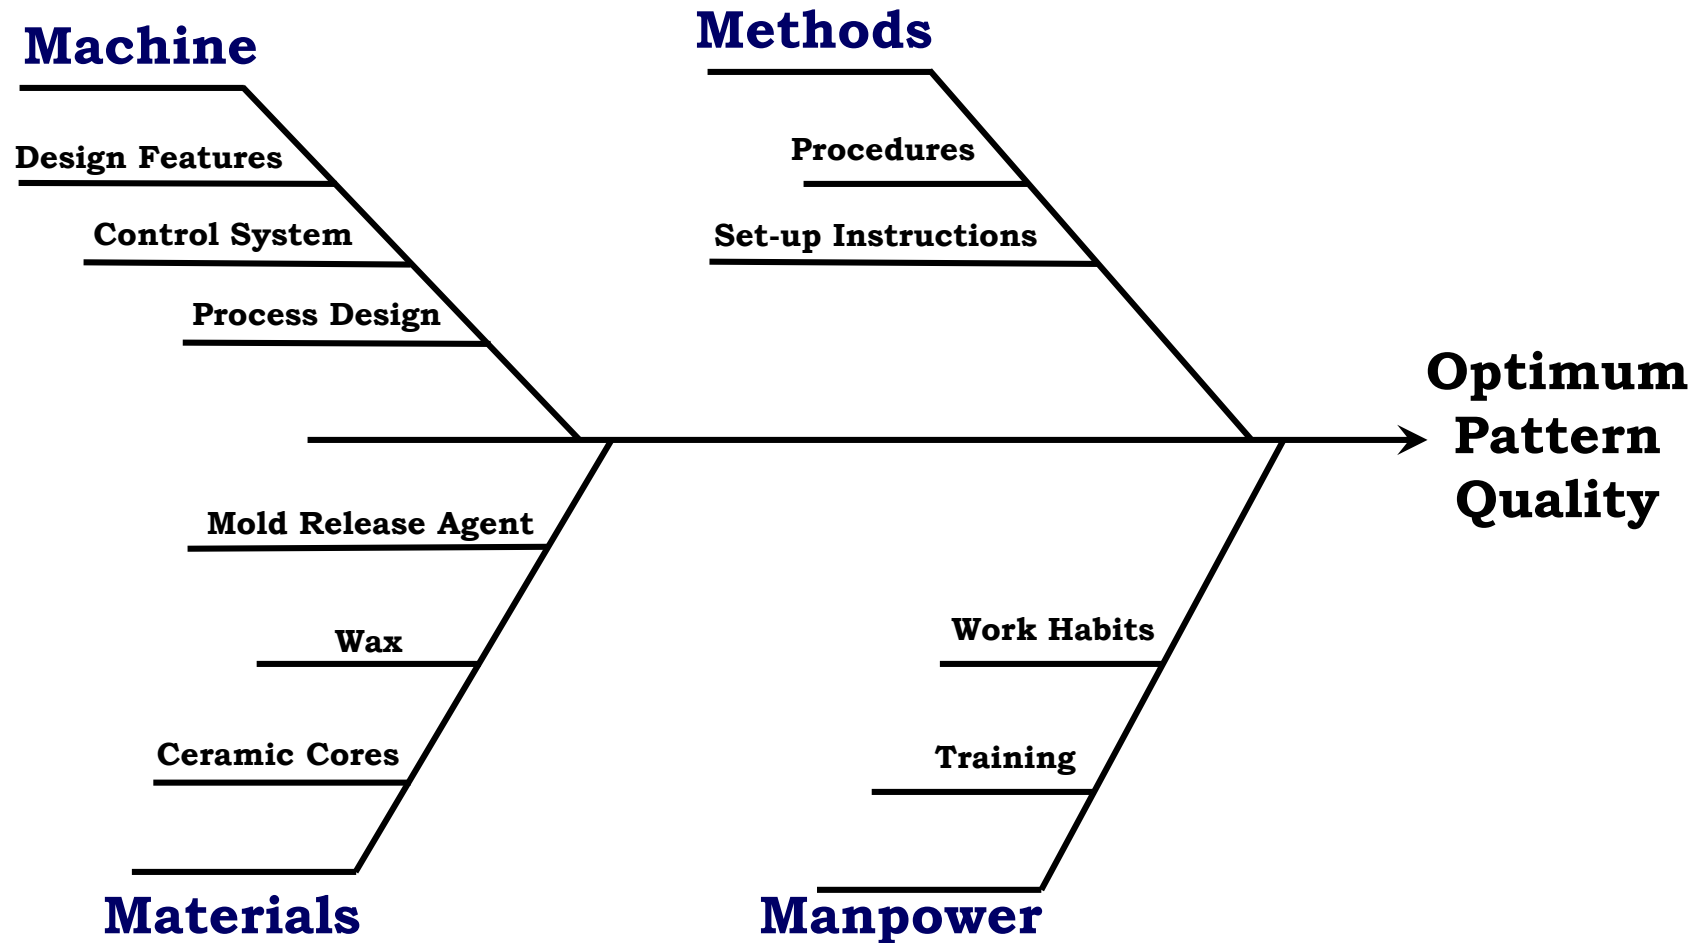 Machine
Methods
Design Features
Procedures
Control System
Set-up Instructions
Process Design
Optimum
Pattern
Quality
Mold Release Agent
Wax
Work Habits
Ceramic Cores
Training
Materials
Manpower